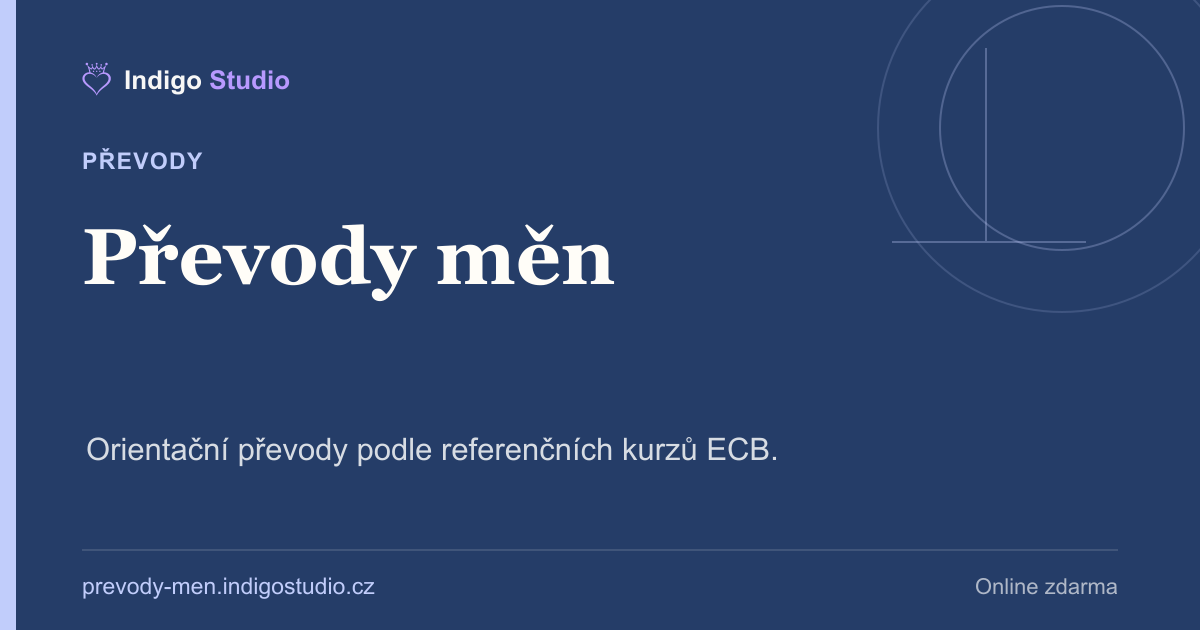 Indigo Studio
PŘEVODY
Převody měn
Orientační převody podle referenčních kurzů ECB.
prevody-men.indigostudio.cz
Online zdarma